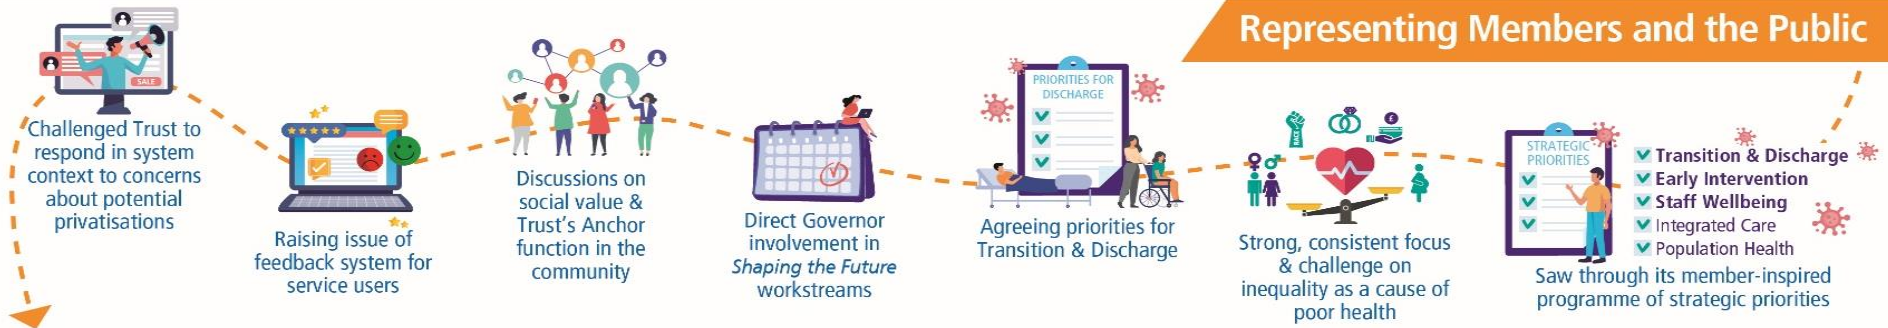 Representing Members and the Public
SALE
Challenged Trust to
respond in system
context to concerns
about potential
privatisations
Raising issue of
feedback system for
service users
Discussions on
social value &
Trust's Anchor
function in the
community
Direct Governor
involvement in
Shaping the Future
workstreams
PRIORITIES FOR
DISCHARGE
Agreeing priorities for
Transition & Discharge
RACE
£
Strong, consistent focus
& challenge on
inequality as a cause of
poor health
STRATEGIC
PRIORITIES
Transition & Discharge
Early Intervention
Staff Wellbeing
Integrated Care
Population Health
Saw through its member-inspired
programme of strategic priorities